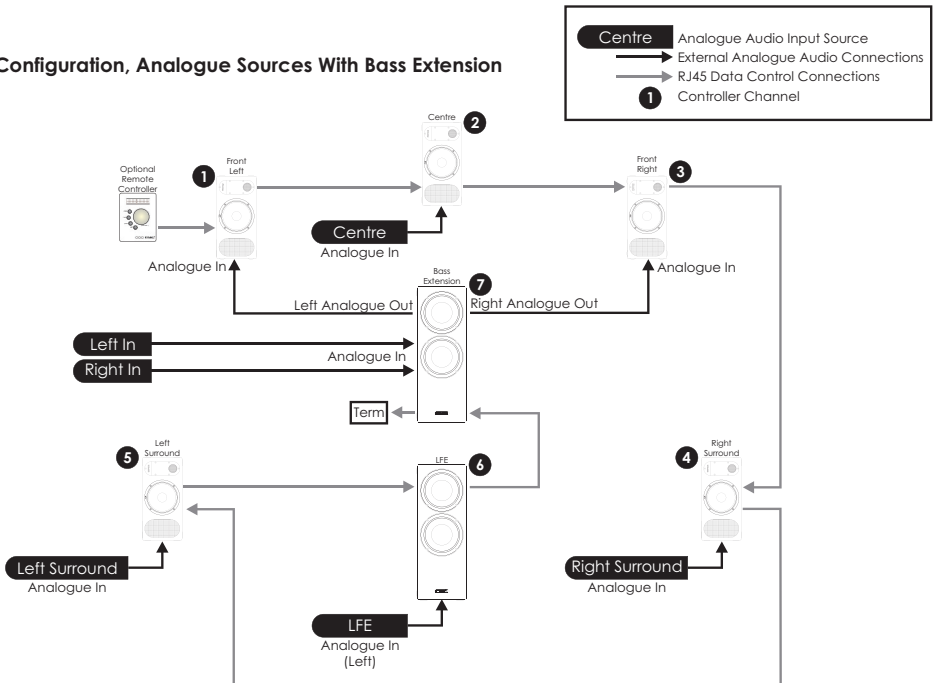 Configuration, Analogue Sources With Bass Extension
Centre
Analogue Audio Input Source
External Analogue Audio Connections
RJ45 Data Control Connections
1
Controller Channel
Centre
2
Front
Left
1
Front
Right
3
Optional
Remote
Controller
Centre
Analogue In
Analogue In
Analogue In
Bass
Extension
7
Left Analogue Out
Right Analogue Out
Left In
Analogue In
Right In
Term
Left
Surround
5
LFE
6
Right
Surround
4
Left Surround
Analogue In
Right Surround
Analogue In
LFE
Analogue In
(Left)